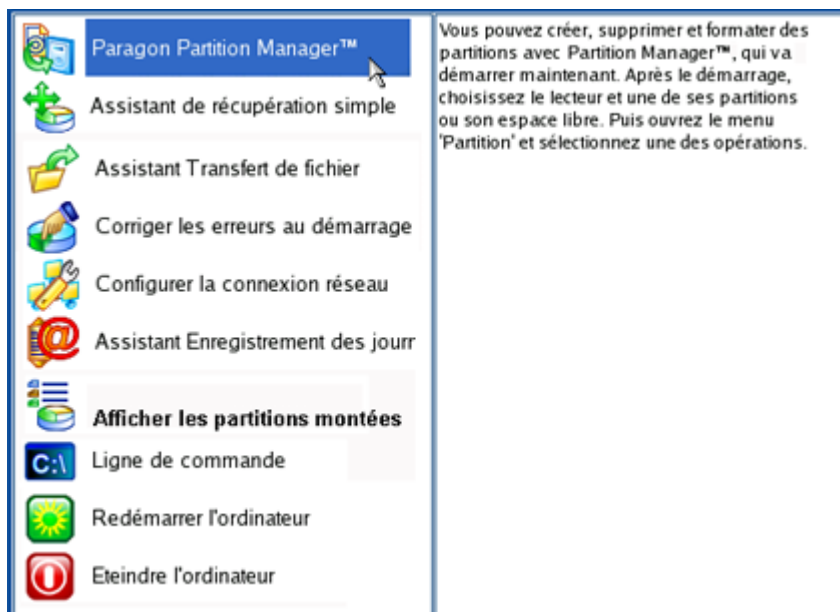 Paragon Partition Manager™
Assistant de récupération simple
Assistant Transfert de fichier
Corriger les erreurs au démarrage
Configurer la connexion réseau
Assistant Enregistrement des jourr
Afficher les partitions montées
C:\
Ligne de commande
Redémarrer l'ordinateur
Eteindre l'ordinateur
Vous pouvez créer, supprimer et formater des
partitions avec Partition Manager™, qui va
démarrer maintenant. Après le démarrage,
choisissez le lecteur et une de ses partitions
ou son espace libre. Puis ouvrez le menu
'Partition' et sélectionnez une des opérations.